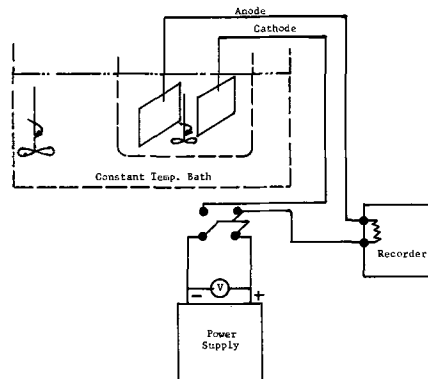 Anode
Cathode
Constant Temp. Bath
Recorder
V
− +
Power
Supply